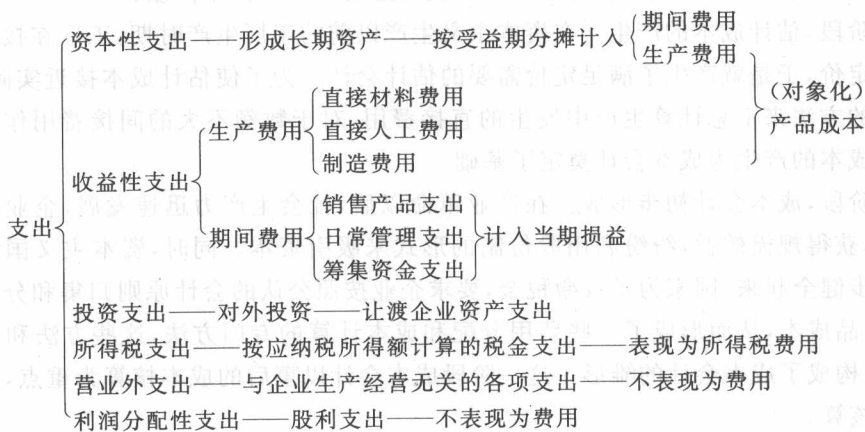 支出
资本性支出——形成长期资产——按受益期分摊计入
期间费用
生产费用
(对象化)
产品成本
收益性支出
生产费用
直接材料费用
直接人工费用
制造费用
期间费用
销售产品支出
日常管理支出
筹集资金支出
计入当期损益
投资支出——对外投资——让渡企业资产支出
所得税支出——按应纳税所得额计算的税金支出——表现为所得税费用
营业外支出——与企业生产经营无关的各项支出——不表现为费用
利润分配性支出——股利支出——不表现为费用